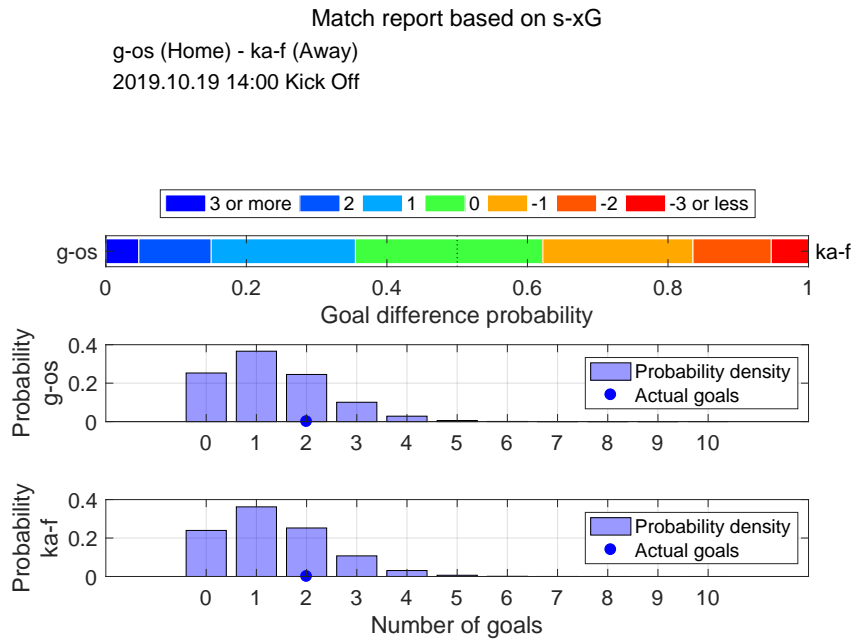 Match report based on s-xG
g-os (Home) - ka-f (Away)
2019.10.19 14:00 Kick Off
3 or more 2 1 0 -1 -2 -3 or less
g-os ka-f
0 0.2 0.4 0.6 0.8 1
Goal difference probability
Probability
g-os
0.4
0.2
0
Probability density
Actual goals
0 1 2 3 4 5 6 7 8 9 10
Probability
ka-f
0.4
0.2
0
Probability density
Actual goals
0 1 2 3 4 5 6 7 8 9 10
Number of goals